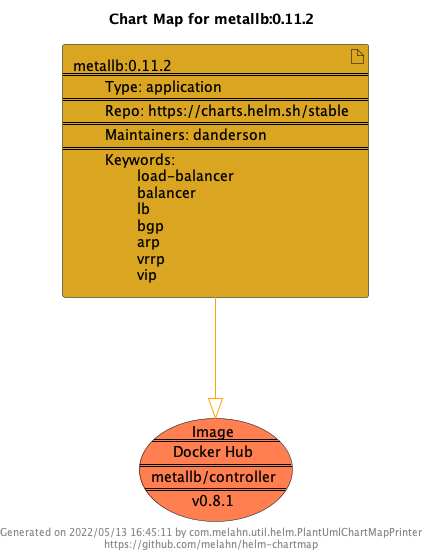 Chart Map for metallb:0.11.2
metallb:0.11.2
Type: application
Repo: https://charts.helm.sh/stable
Maintainers: danderson
Keywords:
load-balancer
balancer
lb
bgp
arp
vrrp
vip
Image
Docker Hub
metallb/controller
v0.8.1
Generated on 2022/05/13 16:45:11 by com.melahn.util.helm.PlantUmlChartMapPrinter
https://github.com/melahn/helm-chartmap